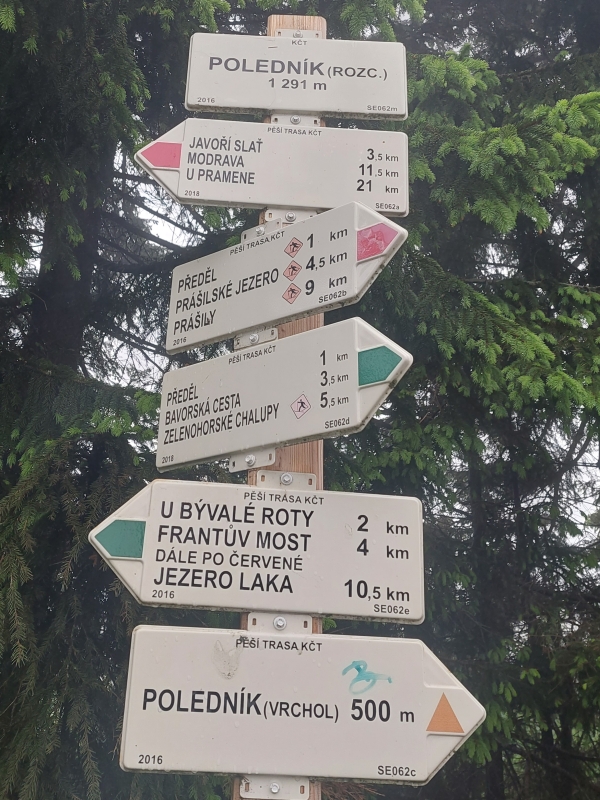 KČT
POLEDNÍK (ROZC.)
1 291 m
2016 SE062m
PĚŠÍ TRASA KČT
JAVOŘÍ SLAŤ 3,5 km
MODRAVA 11,5 km
U PRAMENE 21 km
2018 SE062a
PĚŠÍ TRASA KČT
PŘEDĚL 1 km
PRÁŠILSKÉ JEZERO 4,5 km
PRÁŠILY 9 km
2016 SE062b
PĚŠÍ TRASA KČT
PŘEDĚL 1 km
BAVORSKÁ CESTA 3,5 km
ZELENOHORSKÉ CHALUPY 5,5 km
2018 SE062d
PĚŠÍ TRASA KČT
U BÝVALÉ ROTY 2 km
FRANTŮV MOST 4 km
DÁLE PO ČERVENÉ
JEZERO LAKA 10,5 km
2016 SE062e
PĚŠÍ TRASA KČT
POLEDNÍK (VRCHOL) 500 m
2016 SE062c